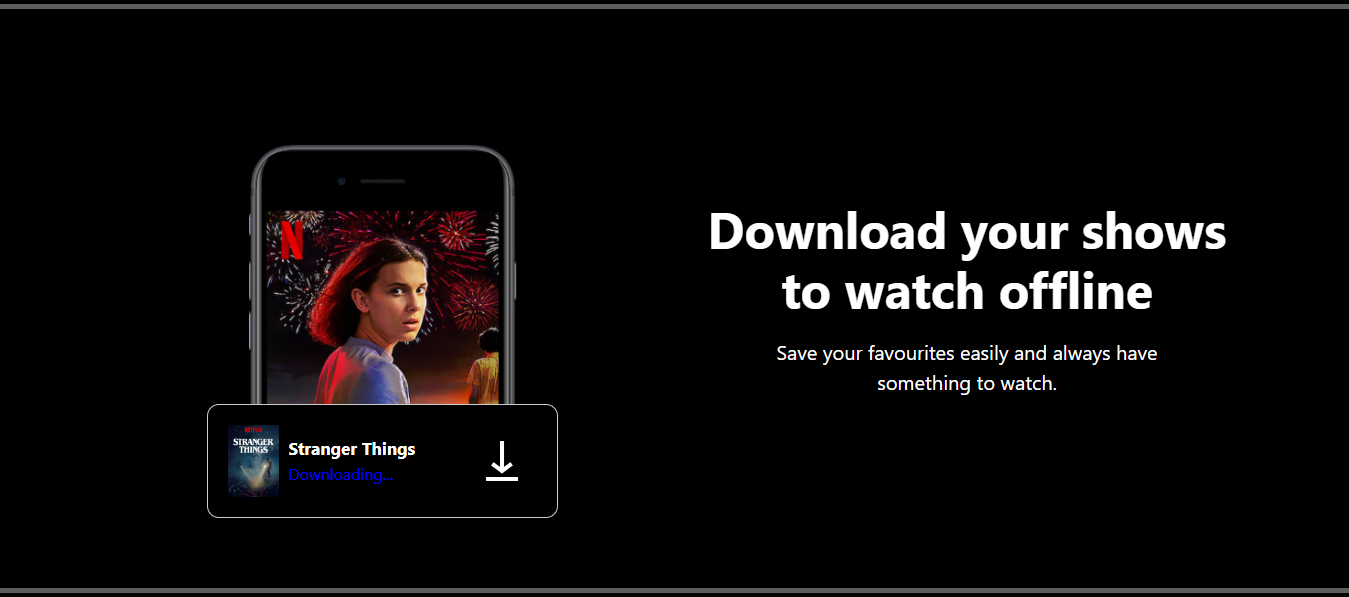 N
NETFLIX
STRANGER
THINGS
Stranger Things
Downloading...
Download your shows
to watch offline
Save your favourites easily and always have
something to watch.